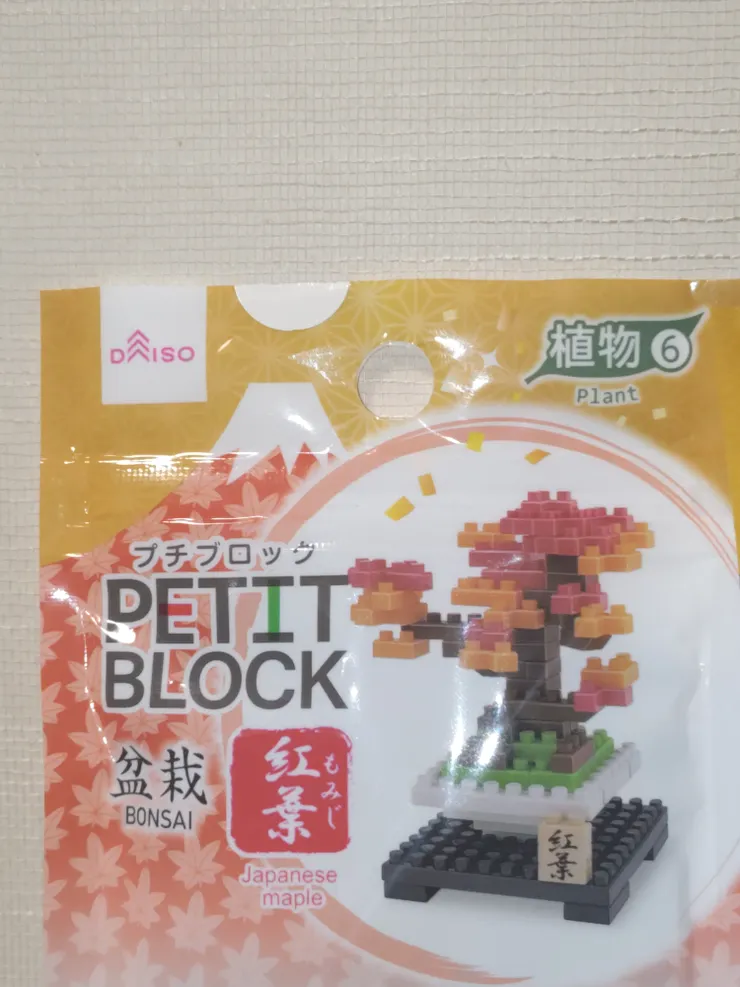 DAISO
植物 6
Plant
プチブロック
PETIT
BLOCK
盆栽
BONSAI
紅葉
もみじ
Japanese
maple
紅葉